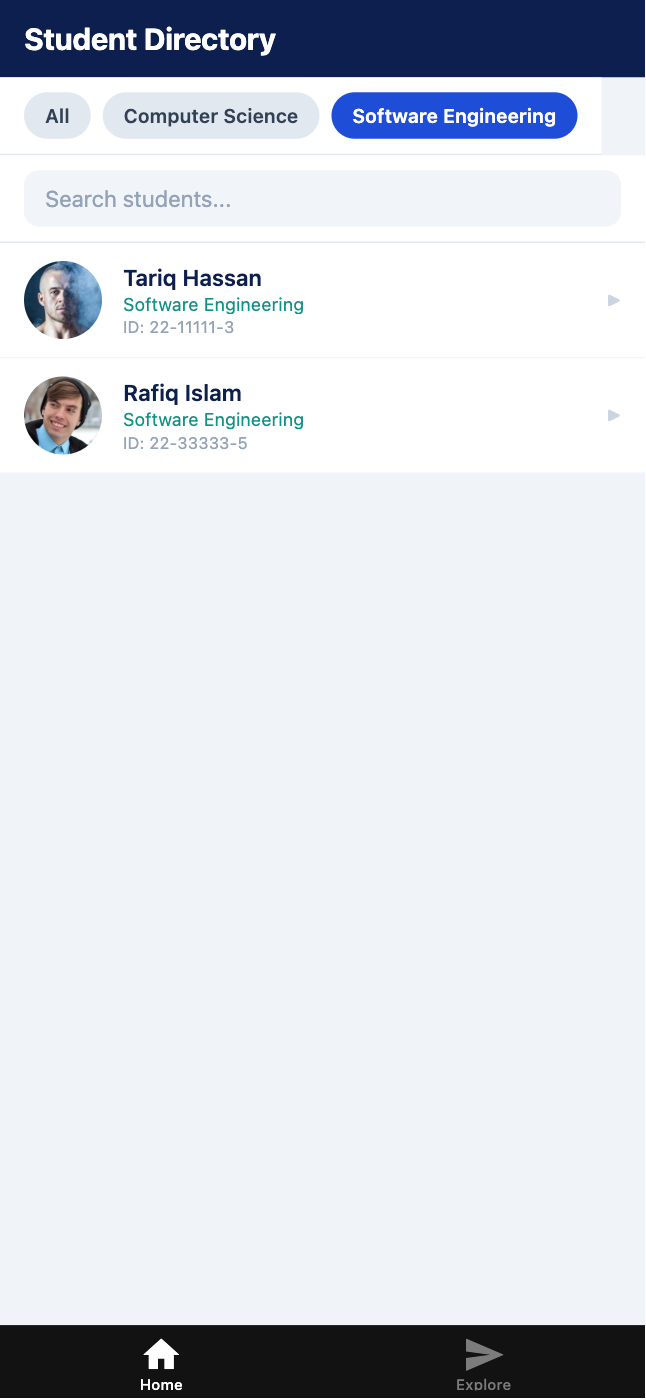 Student Directory
All
Computer Science
Software Engineering
Search students...
Tariq Hassan
Software Engineering
ID: 22-11111-3
Rafiq Islam
Software Engineering
ID: 22-33333-5
Home
Explore